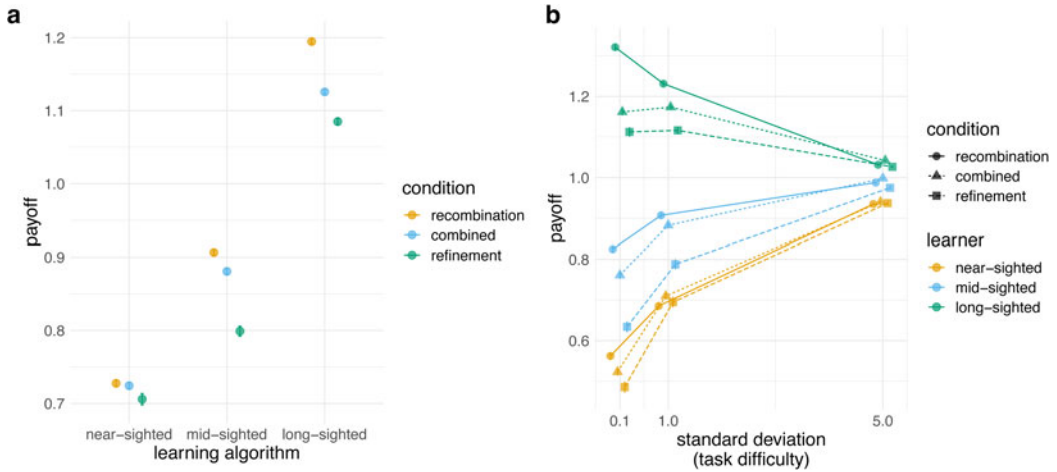 a
payoff
1.2
1.1
1.0
0.9
0.8
0.7
near-sighted mid-sighted long-sighted
learning algorithm
condition
recombination
combined
refinement
b
payoff
1.2
1.0
0.8
0.6
0.1 1.0 5.0
standard deviation
(task difficulty)
condition
recombination
combined
refinement
learner
near-sighted
mid-sighted
long-sighted